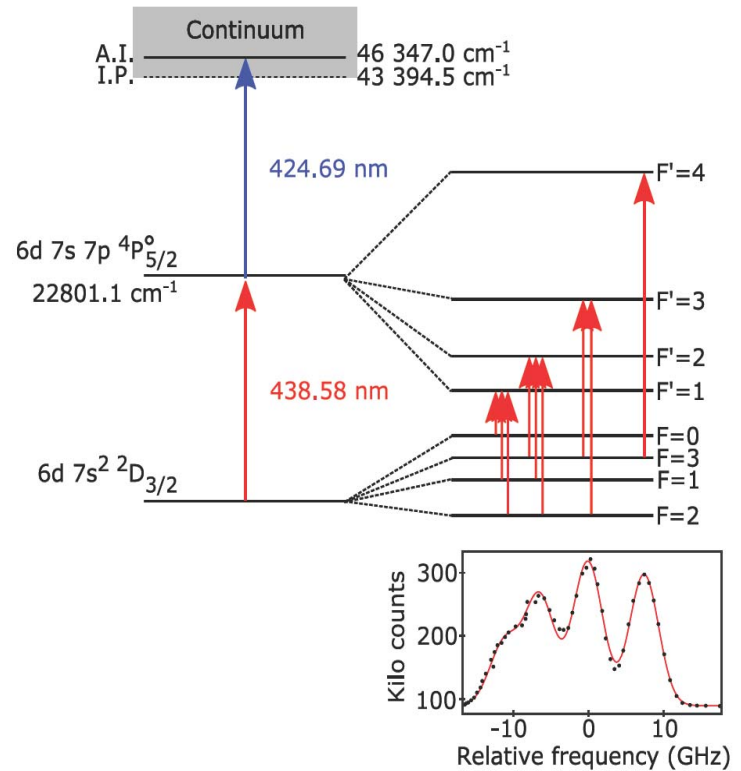 Continuum
A.I. 46 347.0 cm⁻¹
I.P. 43 394.5 cm⁻¹
424.69 nm
F'=4
6d 7s 7p ⁴P°₅/₂
22801.1 cm⁻¹
F'=3
F'=2
438.58 nm
F'=1
F=0
F=3
6d 7s² ²D₃/₂
F=1
F=2
300
200
100
Kilo counts
-10 0 10
Relative frequency (GHz)